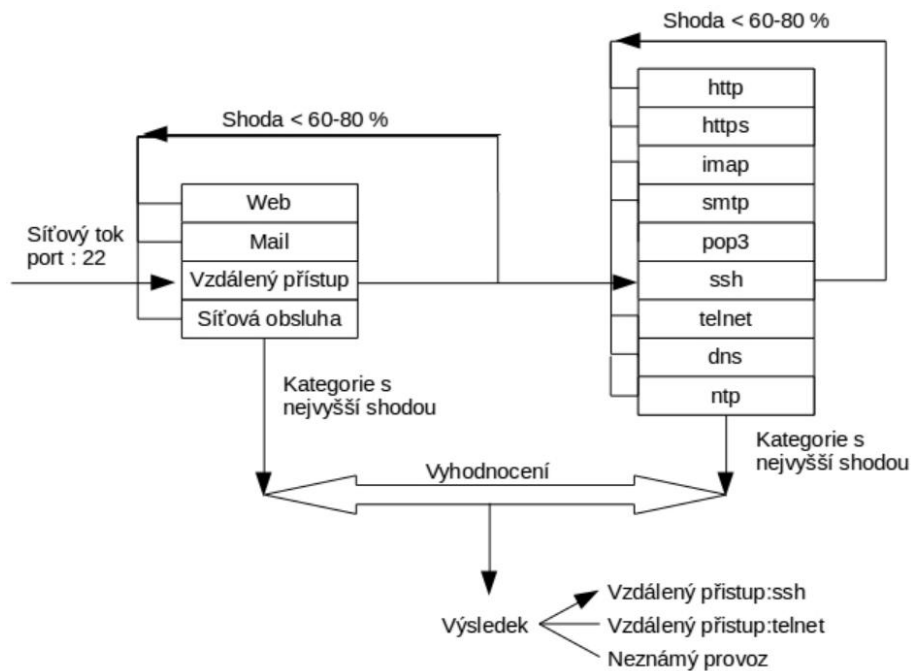 Shoda < 60-80 %
http
https
imap
smtp
pop3
ssh
telnet
dns
ntp
Shoda < 60-80 %
Web
Mail
Vzdálený přístup
Síťová obsluha
Síťový tok
port : 22
Kategorie s
nejvyšší shodou
Kategorie s
nejvyšší shodou
Vyhodnocení
Výsledek
Vzdálený přistup:ssh
Vzdálený přistup:telnet
Neznámý provoz